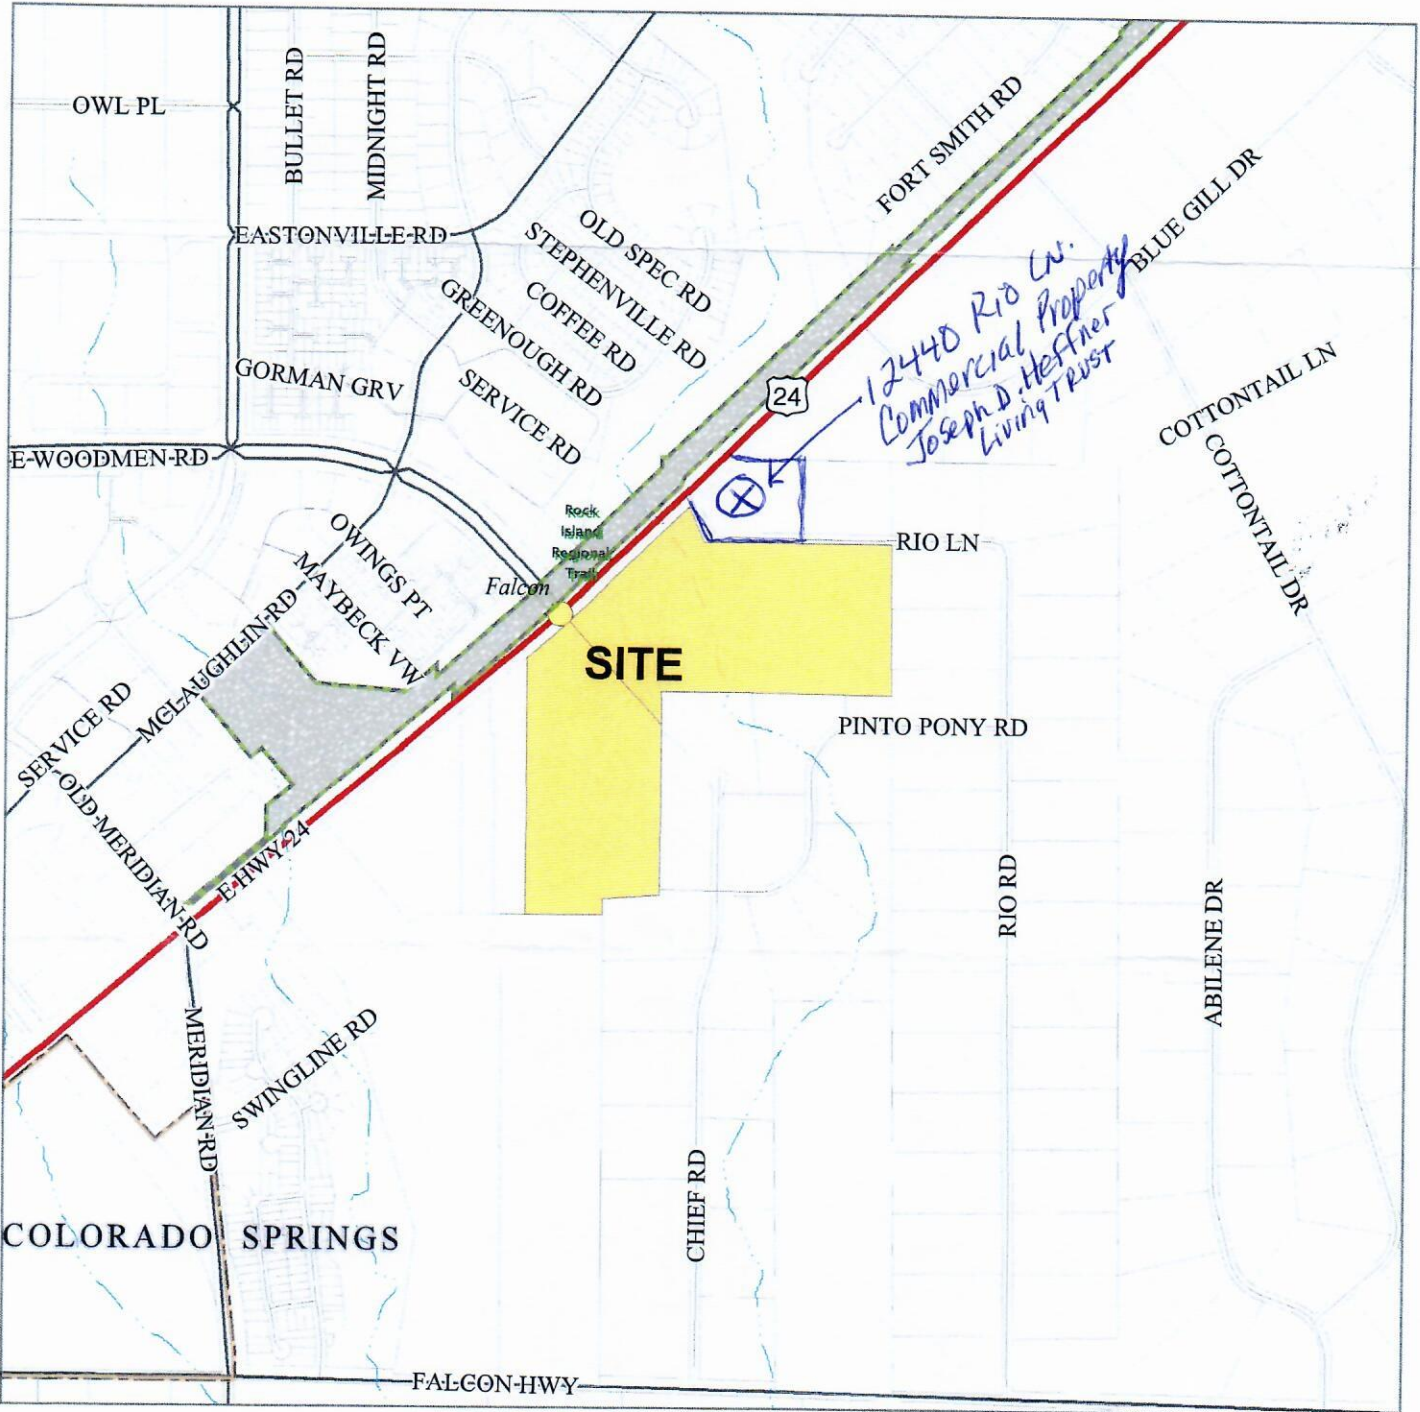 OWL PL
BULLET RD
MIDNIGHT RD
FORT SMITH RD
EASTONVILLE RD
OLD SPEC RD
STEPHENVILLE RD
BLUE GILL DR
COFFEE RD
GREENOUGH RD
GORMAN GRV
SERVICE RD
24
12440 Rio LN.
Commercial Property
Joseph D. Heffner
Living TRUST
COTTONTAIL LN
COTTONTAIL DR
E WOODMEN RD
Rock
Island
Regional
Trail
OWINGS PT
MAYBECK VW
Falcon
RIO LN
MCLAUGHLIN RD
SITE
SERVICE RD
PINTO PONY RD
OLD MERIDIAN RD
E HWY 24
RIO RD
ABILENE DR
MERIDIAN RD
SWINGLINE RD
CHIEF RD
COLORADO SPRINGS
FALCON HWY